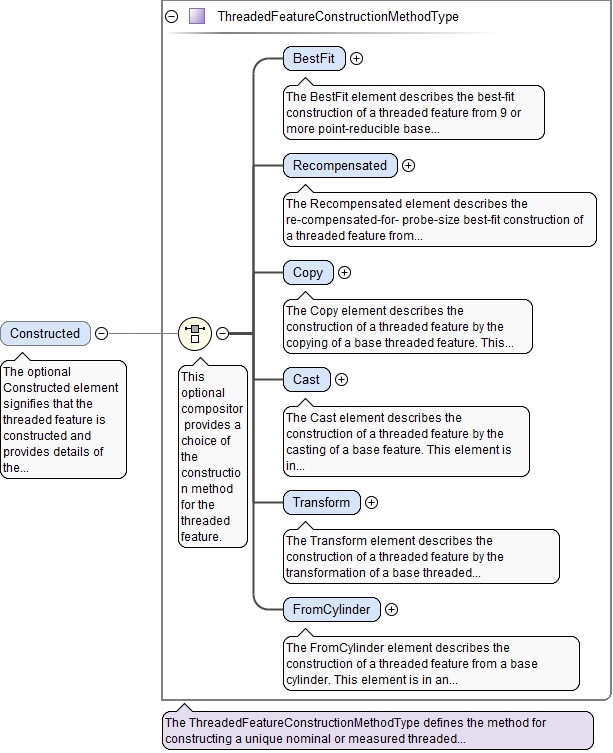 ThreadedFeatureConstructionMethodType
BestFit
The BestFit element describes the best-fit
construction of a threaded feature from 9 or
more point-reducible base...
Recompensated
The Recompensated element describes the
re-compensated-for- probe-size best-fit construction of
a threaded feature from...
Copy
The Copy element describes the
construction of a threaded feature by the
copying of a base threaded feature. This...
Constructed
The optional
Constructed element
signifies that the
threaded feature is
constructed and
provides details of
the...
This
optional
compositor
provides a
choice of
the
constructio
n method
for the
threaded
feature.
Cast
The Cast element describes the
construction of a threaded feature by the
casting of a base feature. This element is
in...
Transform
The Transform element describes the
construction of a threaded feature by the
transformation of a base threaded...
FromCylinder
The FromCylinder element describes the
construction of a threaded feature from a base
cylinder. This element is in an...
The ThreadedFeatureConstructionMethodType defines the method for
constructing a unique nominal or measured threaded...